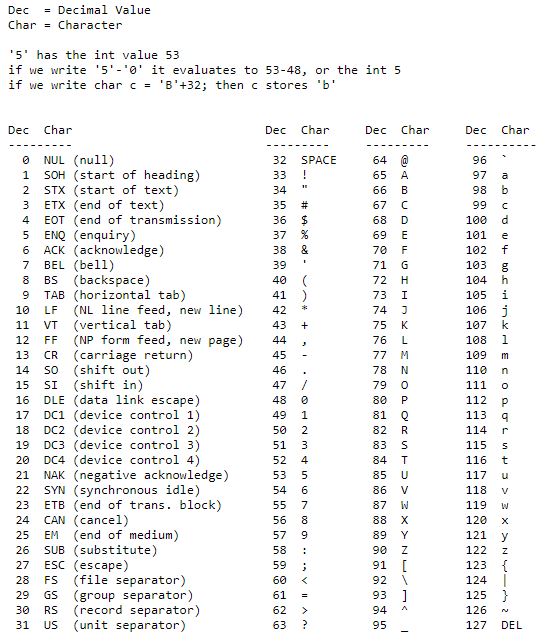 Dec  = Decimal Value
Char = Character

'5' has the int value 53
if we write '5'-'0' it evaluates to 53-48, or the int 5
if we write char c = 'B'+32; then c stores 'b'

Dec  Char                           Dec  Char     Dec  Char     Dec  Char
---------                           ---------     ---------     ----------
  0  NUL (null)                      32  SPACE     64  @         96  `
  1  SOH (start of heading)          33  !         65  A         97  a
  2  STX (start of text)             34  "         66  B         98  b
  3  ETX (end of text)               35  #         67  C         99  c
  4  EOT (end of transmission)       36  $         68  D        100  d
  5  ENQ (enquiry)                   37  %         69  E        101  e
  6  ACK (acknowledge)               38  &         70  F        102  f
  7  BEL (bell)                      39  '         71  G        103  g
  8  BS  (backspace)                 40  (         72  H        104  h
  9  TAB (horizontal tab)            41  )         73  I        105  i
 10  LF  (NL line feed, new line)    42  *         74  J        106  j
 11  VT  (vertical tab)              43  +         75  K        107  k
 12  FF  (NP form feed, new page)    44  ,         76  L        108  l
 13  CR  (carriage return)           45  -         77  M        109  m
 14  SO  (shift out)                 46  .         78  N        110  n
 15  SI  (shift in)                  47  /         79  O        111  o
 16  DLE (data link escape)          48  0         80  P        112  p
 17  DC1 (device control 1)          49  1         81  Q        113  q
 18  DC2 (device control 2)          50  2         82  R        114  r
 19  DC3 (device control 3)          51  3         83  S        115  s
 20  DC4 (device control 4)          52  4         84  T        116  t
 21  NAK (negative acknowledge)      53  5         85  U        117  u
 22  SYN (synchronous idle)          54  6         86  V        118  v
 23  ETB (end of trans. block)       55  7         87  W        119  w
 24  CAN (cancel)                    56  8         88  X        120  x
 25  EM  (end of medium)             57  9         89  Y        121  y
 26  SUB (substitute)                58  :         90  Z        122  z
 27  ESC (escape)                    59  ;         91  [        123  {
 28  FS  (file separator)            60  <         92  \        124  |
 29  GS  (group separator)           61  =         93  ]        125  }
 30  RS  (record separator)          62  >         94  ^        126  ~
 31  US  (unit separator)            63  ?         95  _        127  DEL